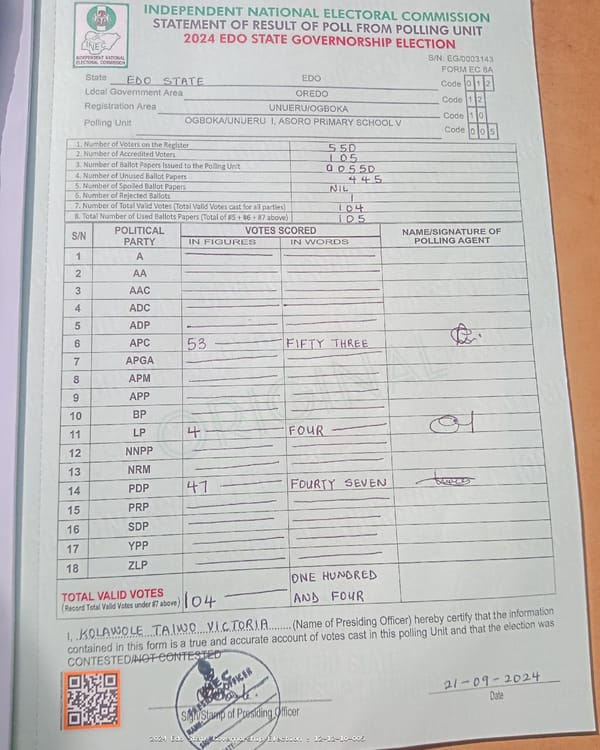 INDEPENDENT NATIONAL ELECTORAL COMMISSION
STATEMENT OF RESULT OF POLL FROM POLLING UNIT
2024 EDO STATE GOVERNORSHIP ELECTION
INEC
INDEPENDENT NATIONAL ELECTORAL COMMISSION
S/N: EG/0003143
FORM EC 8A
State EDO STATE EDO Code 0 1 2
Local Government Area OREDO Code 1 2
Registration Area UNUERU/OGBOKA Code 1 0
Polling Unit OGBOKA/UNUERU I, ASORO PRIMARY SCHOOL V Code 0 0 5
1. Number of Voters on the Register 550
2. Number of Accredited Voters 105
3. Number of Ballot Papers Issued to the Polling Unit 00550
4. Number of Unused Ballot Papers 445
5. Number of Spoiled Ballot Papers NIL
6. Number of Rejected Ballots 1
7. Number of Total Valid Votes (Total Valid Votes cast for all parties) 104
8. Total Number of Used Ballots Papers (Total of #5 + #6 + #7 above) 105
S/N POLITICAL PARTY VOTES SCORED NAME/SIGNATURE OF POLLING AGENT
IN FIGURES IN WORDS
1 A
2 AA
3 AAC
4 ADC
5 ADP
6 APC 53 FIFTY THREE
7 APGA
8 APM
9 APP
10 BP
11 LP 4 FOUR
12 NNPP
13 NRM
14 PDP 47 FOURTY SEVEN
15 PRP
16 SDP
17 YPP
18 ZLP
TOTAL VALID VOTES 104 ONE HUNDRED AND FOUR
(Record Total Valid Votes under #7 above)
I, KOLAWOLE TAIWO VICTORIA (Name of Presiding Officer) hereby certify that the information
contained in this form is a true and accurate account of votes cast in this polling Unit and that the election was
CONTESTED/NOT CONTESTED
21-09-2024
Sign/Stamp of Presiding Officer Date
ORIGINAL
2024 Edo State Governorship Election : 12-12-10-005